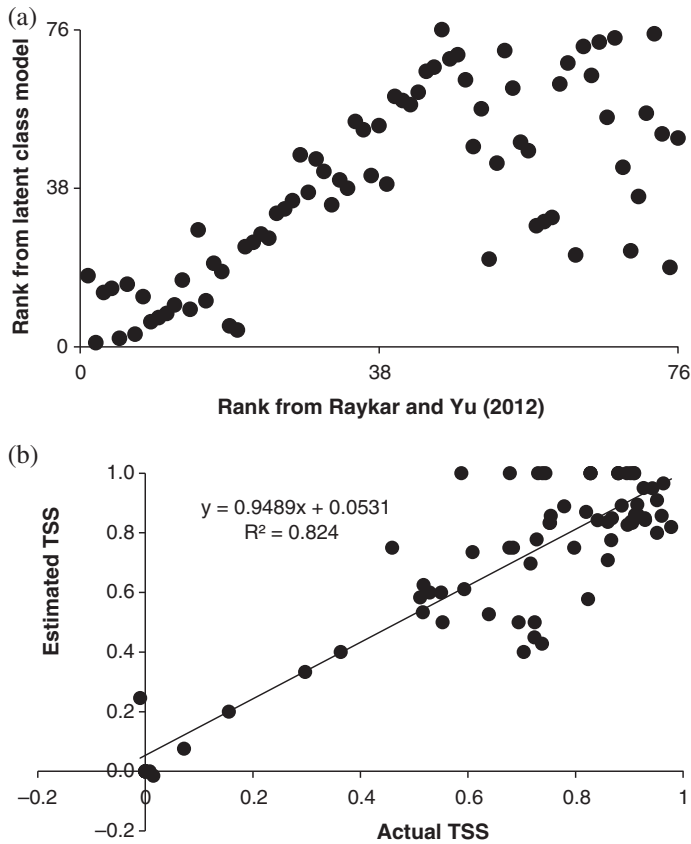 (a)
76
38
0
Rank from latent class model
0 38 76
Rank from Raykar and Yu (2012)
(b)
1.0
0.8
0.6
0.4
0.2
0.0
–0.2
Estimated TSS
y = 0.9489x + 0.0531
R² = 0.824
–0.2 0 0.2 0.4 0.6 0.8 1
Actual TSS